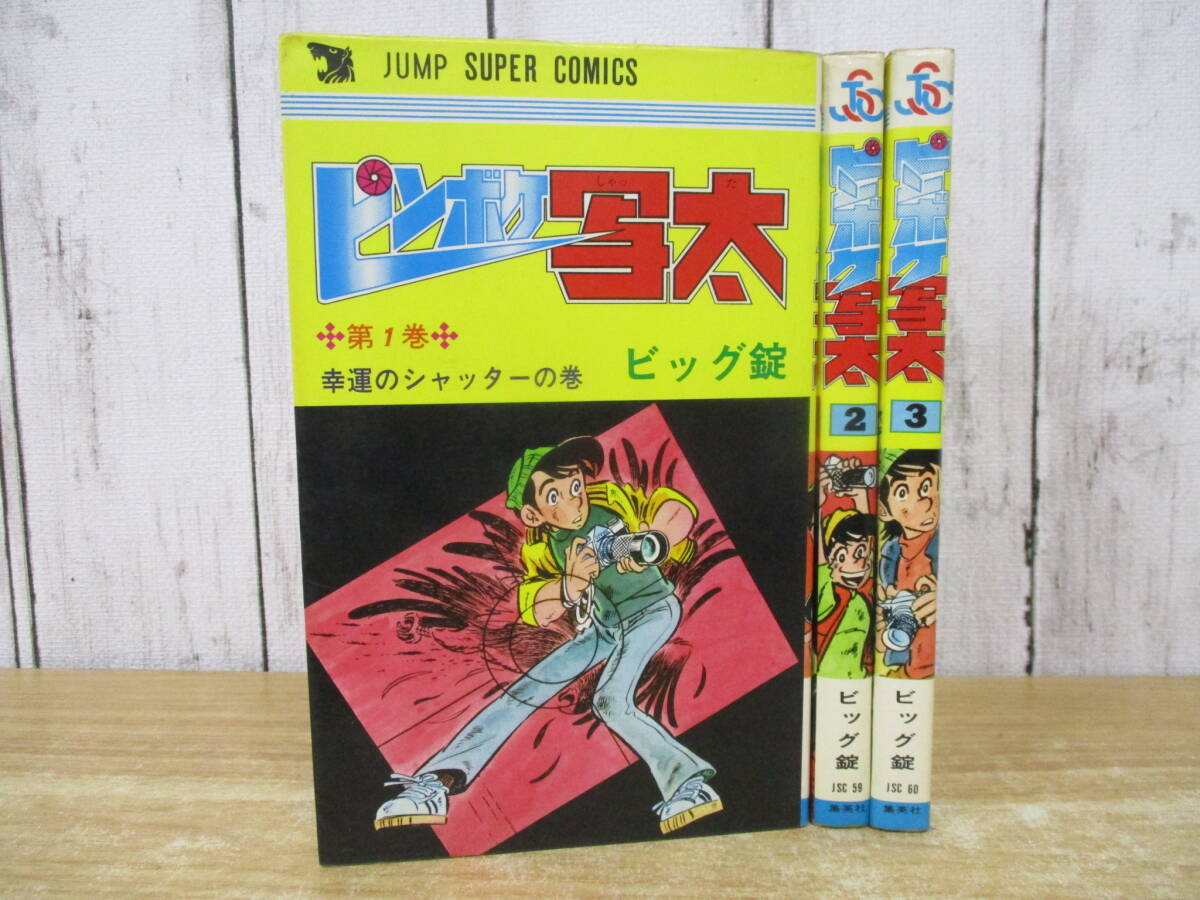 JUMP SUPER COMICS
ピンボケ写太
しゃっ た
第1巻
幸運のシャッターの巻
ビッグ錠
JSC
ピンボケ写太
2
ビッグ錠
JSC 59
集英社
JSC
ピンボケ写太
3
ビッグ錠
JSC 60
集英社